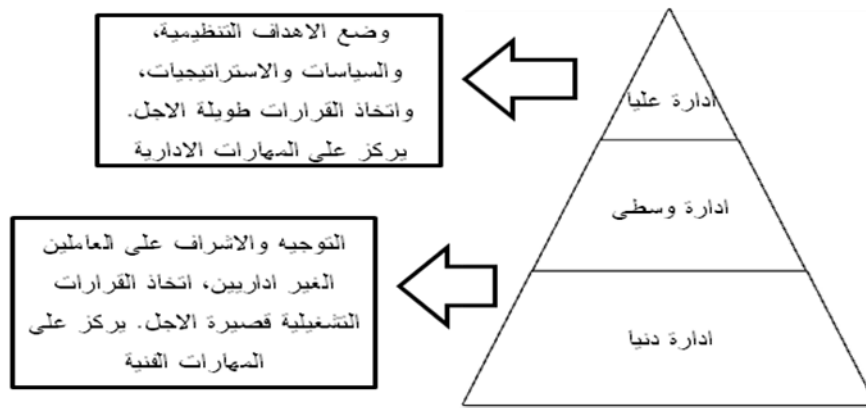 وضع الاهداف التنظيمية،
والسياسات والاستراتيجيات،
واتخاذ القرارات طويلة الاجل.
يركز على المهارات الادارية
ادارة عليا
ادارة وسطى
التوجيه والاشراف على العاملين
الغير اداريين، اتخاذ القرارات
التشغيلية قصيرة الاجل. يركز على
المهارات الفنية
ادارة دنيا